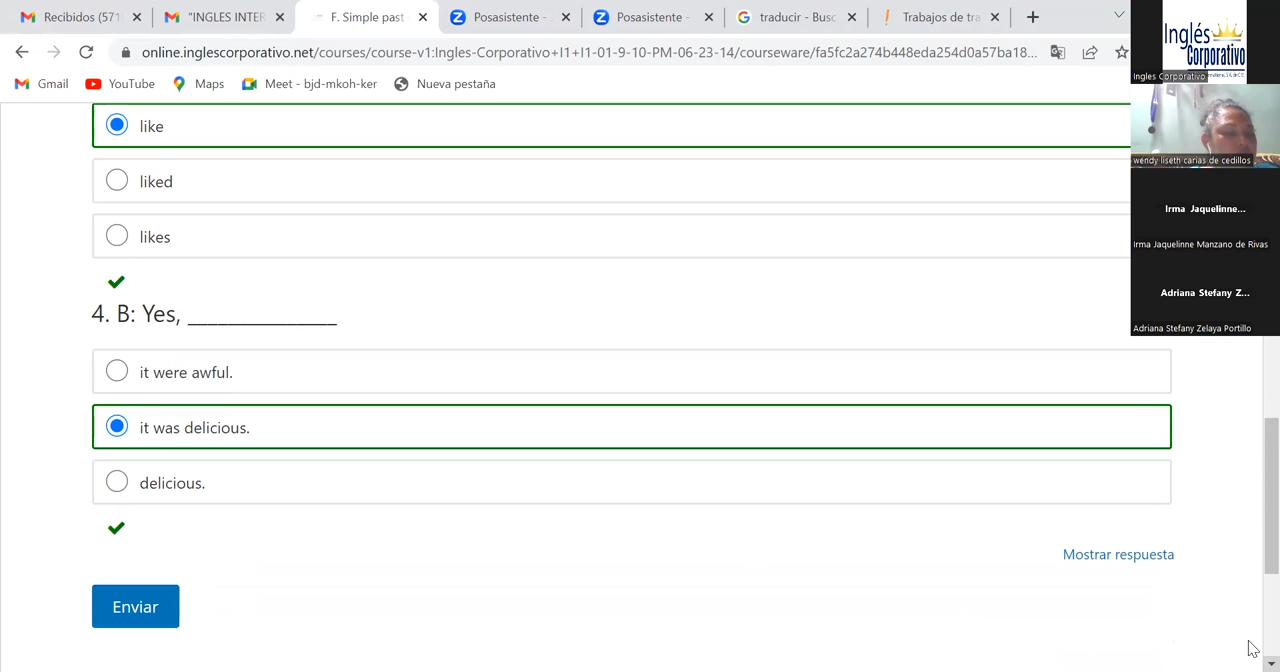 Recibidos (571
"INGLES INTER
F. Simple past
Posasistente -
Posasistente -
traducir - Busc
Trabajos de tra
online.inglescorporativo.net/courses/course-v1:Ingles-Corporativo+I1+I1-01-9-10-PM-06-23-14/courseware/fa5fc2a274b448eda254d0a57ba18...
Gmail
YouTube
Maps
Meet - bjd-mkoh-ker
Nueva pestaña
Inglés
Corporativo
Ingles Corporativo
wendy liseth carias de cedillos
Irma Jaquelinne...
Irma Jaquelinne Manzano de Rivas
Adriana Stefany Z...
Adriana Stefany Zelaya Portillo
like
liked
likes
4. B: Yes, _______________
it were awful.
it was delicious.
delicious.
Mostrar respuesta
Enviar